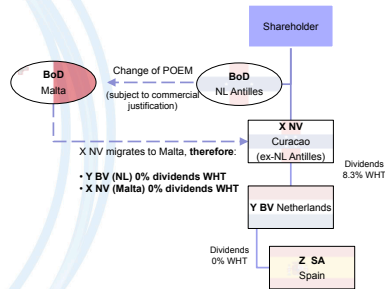 Shareholder
BoD
Malta
Change of POEM
(subject to commercial
justification)
BoD
NL Antilles
X NV
Curacao
(ex-NL Antilles)
X NV migrates to Malta, therefore:
• Y BV (NL) 0% dividends WHT
• X NV (Malta) 0% dividends WHT
Dividends
8.3% WHT
Y BV Netherlands
Dividends
0% WHT
Z SA
Spain